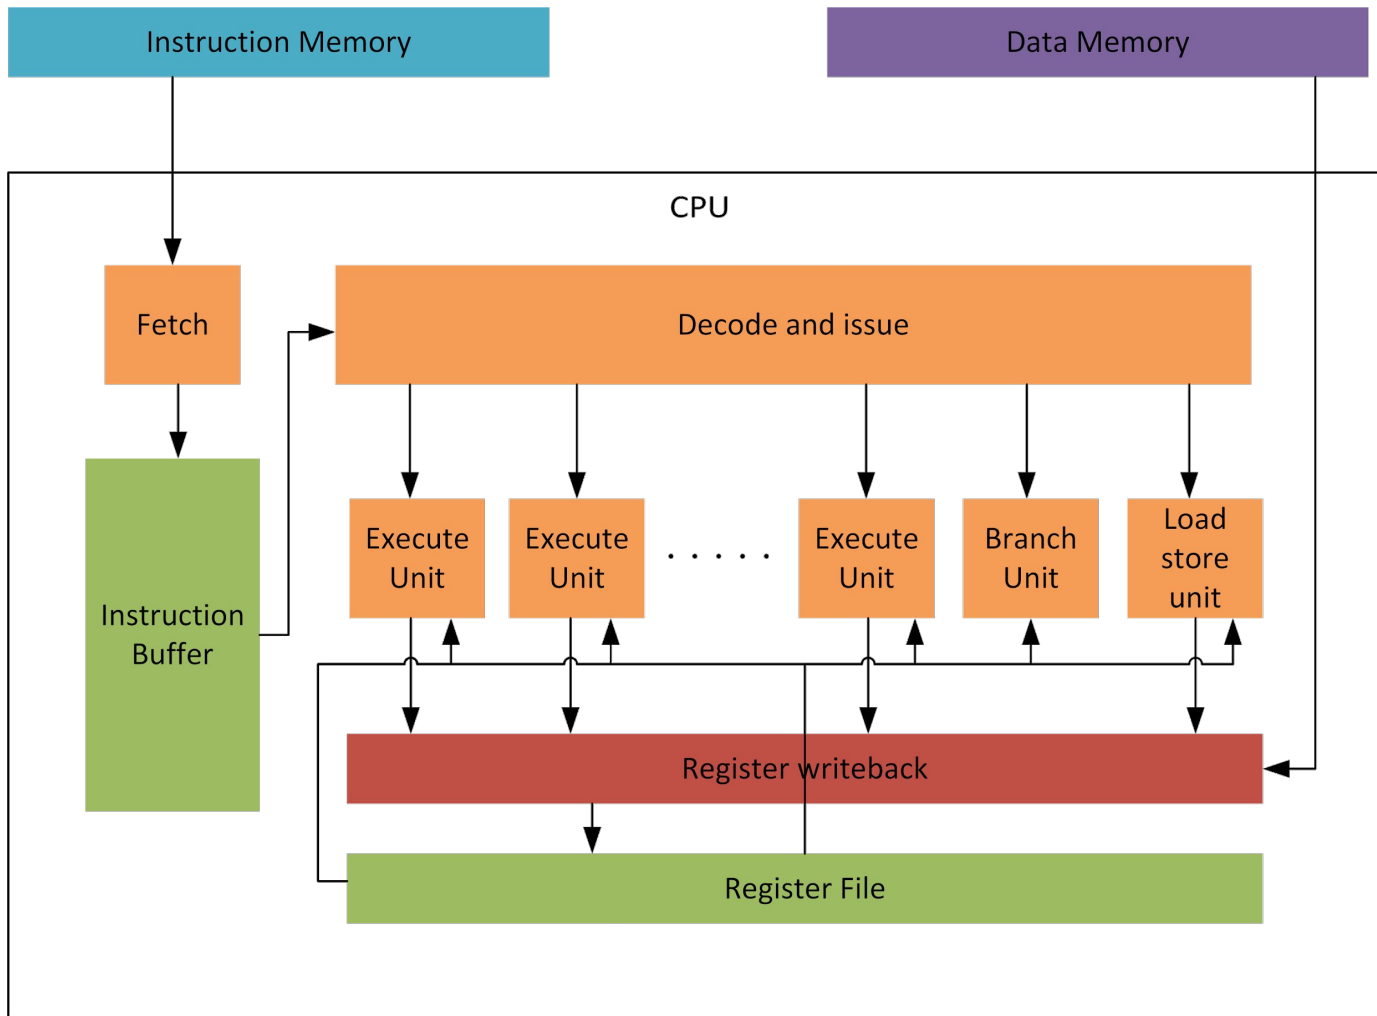 Instruction Memory
Data Memory
CPU
Fetch
Decode and issue
Instruction
Buffer
Execute
Unit
Execute
Unit
. . . . .
Execute
Unit
Branch
Unit
Load
store
unit
Register writeback
Register File